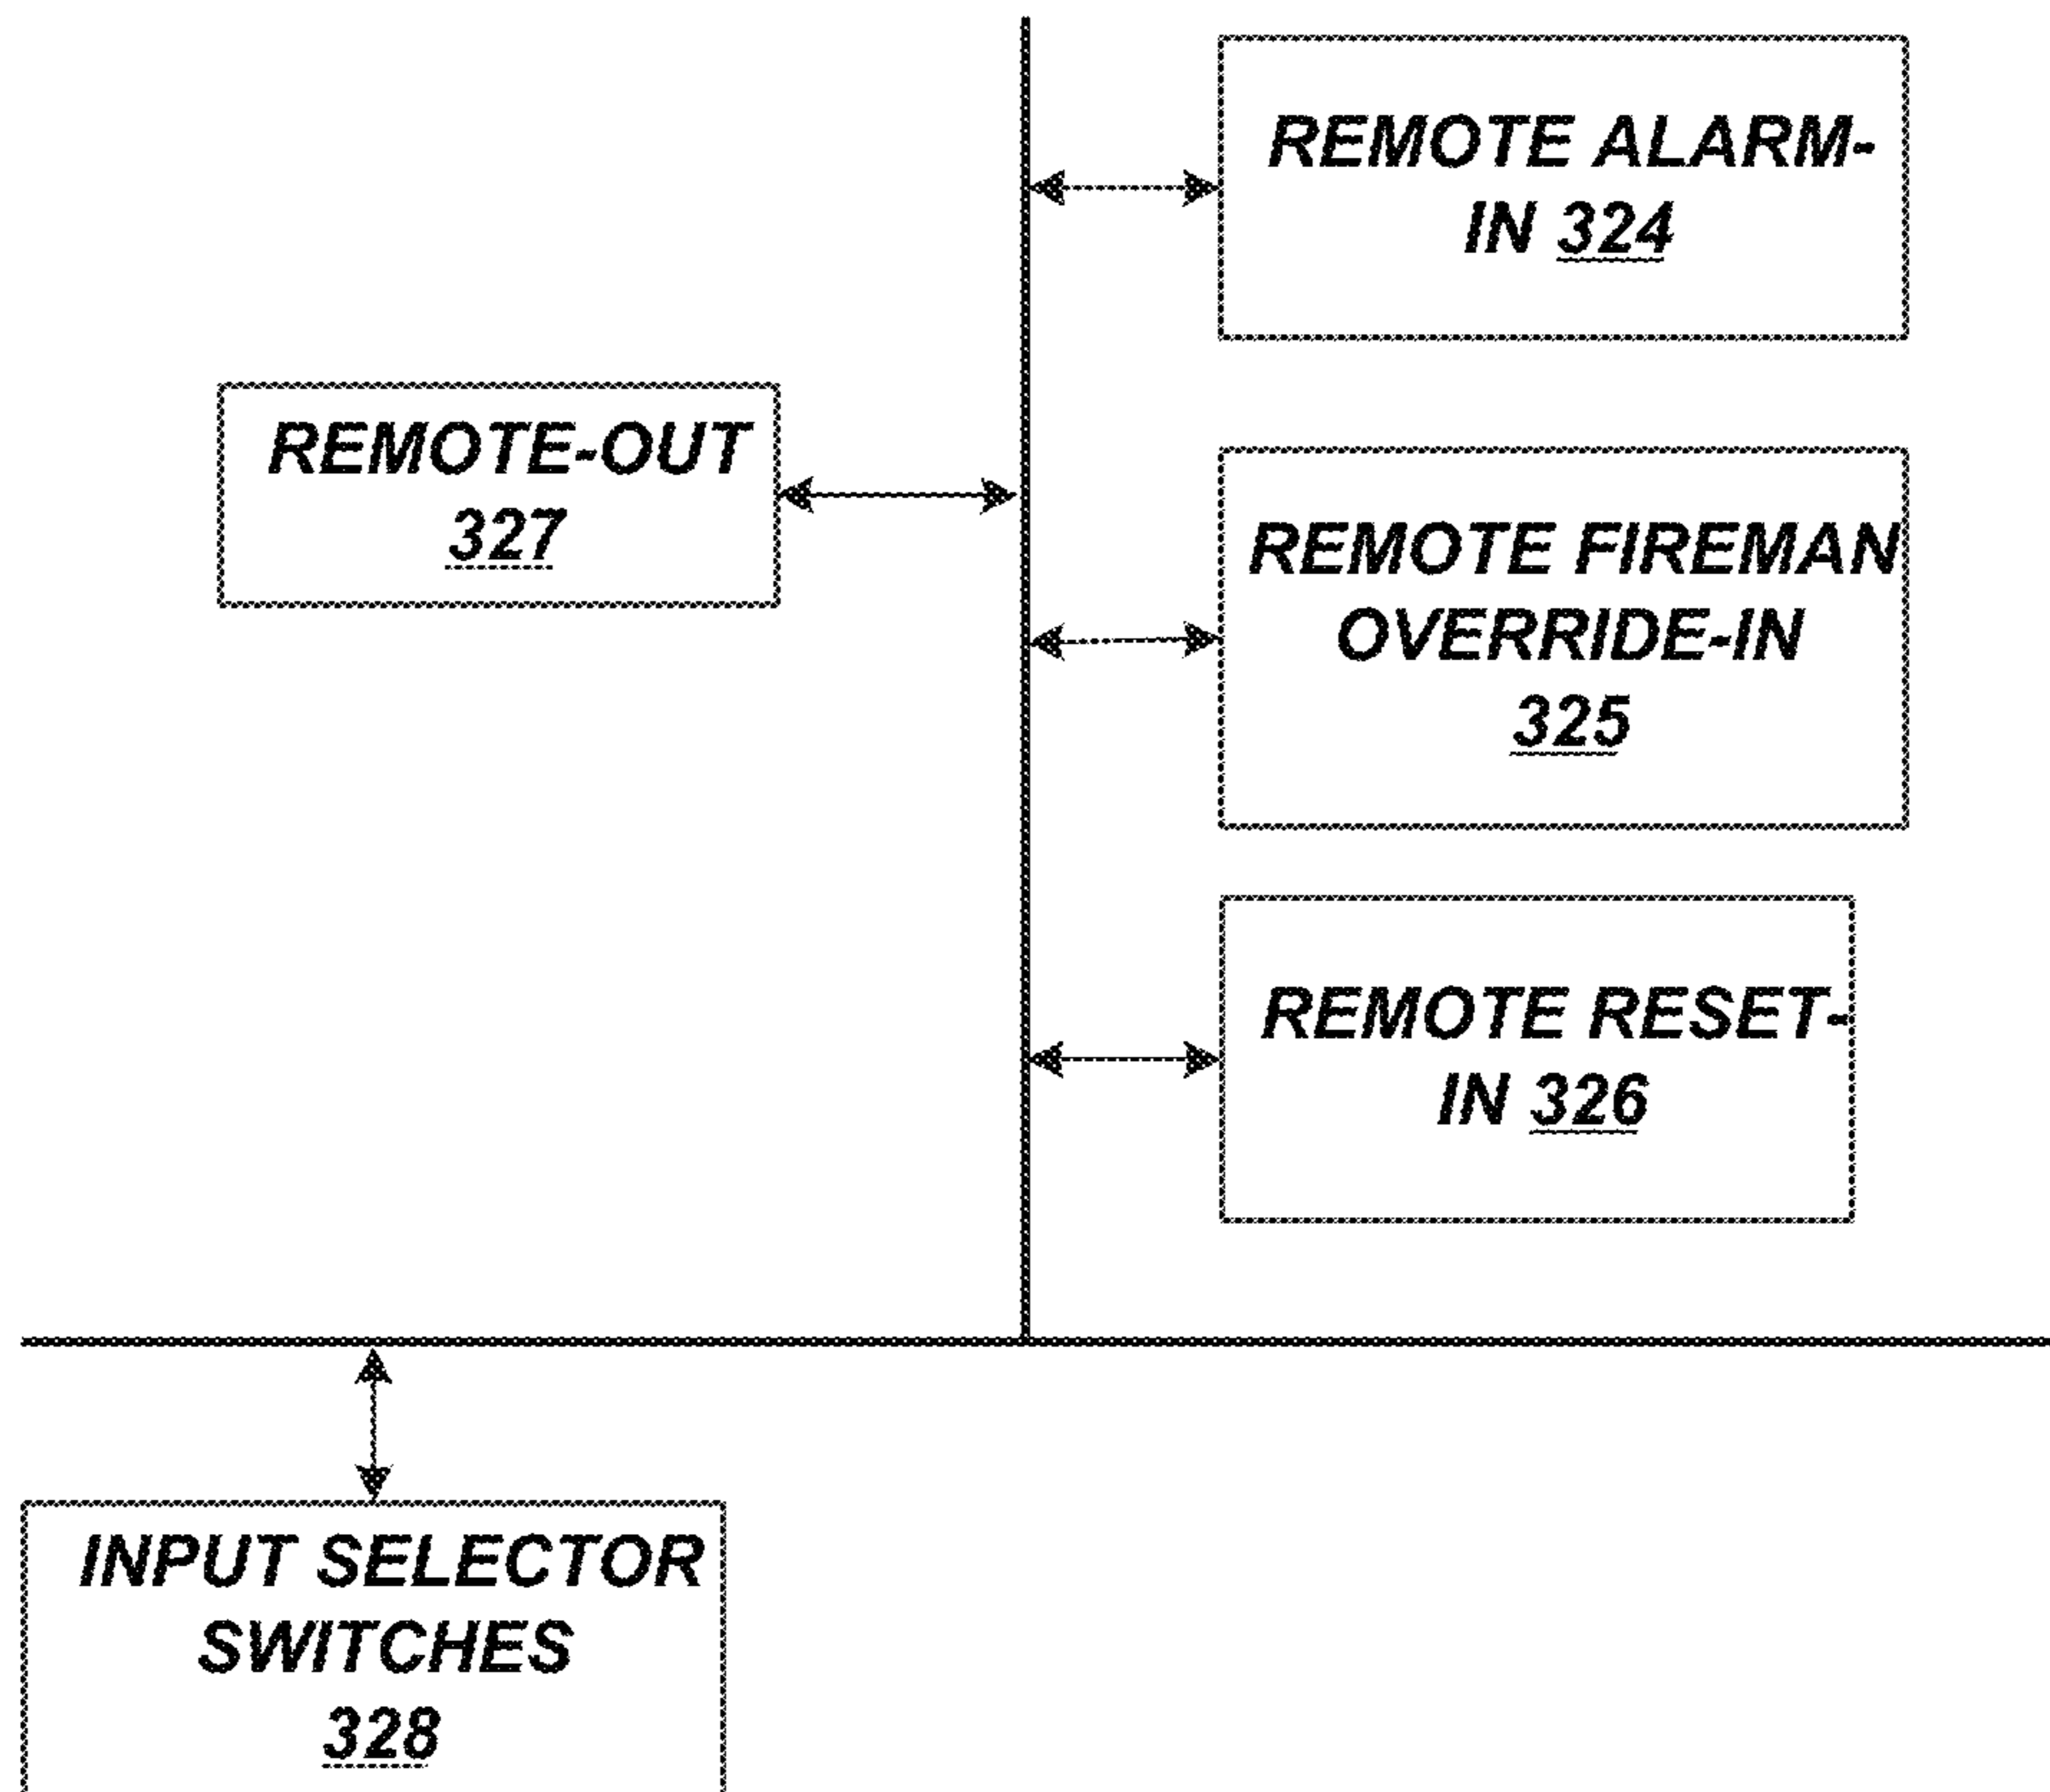 REMOTE ALARM-
IN 324
REMOTE-OUT
327
REMOTE FIREMAN
OVERRIDE-IN
325
REMOTE RESET-
IN 326
INPUT SELECTOR
SWITCHES
328